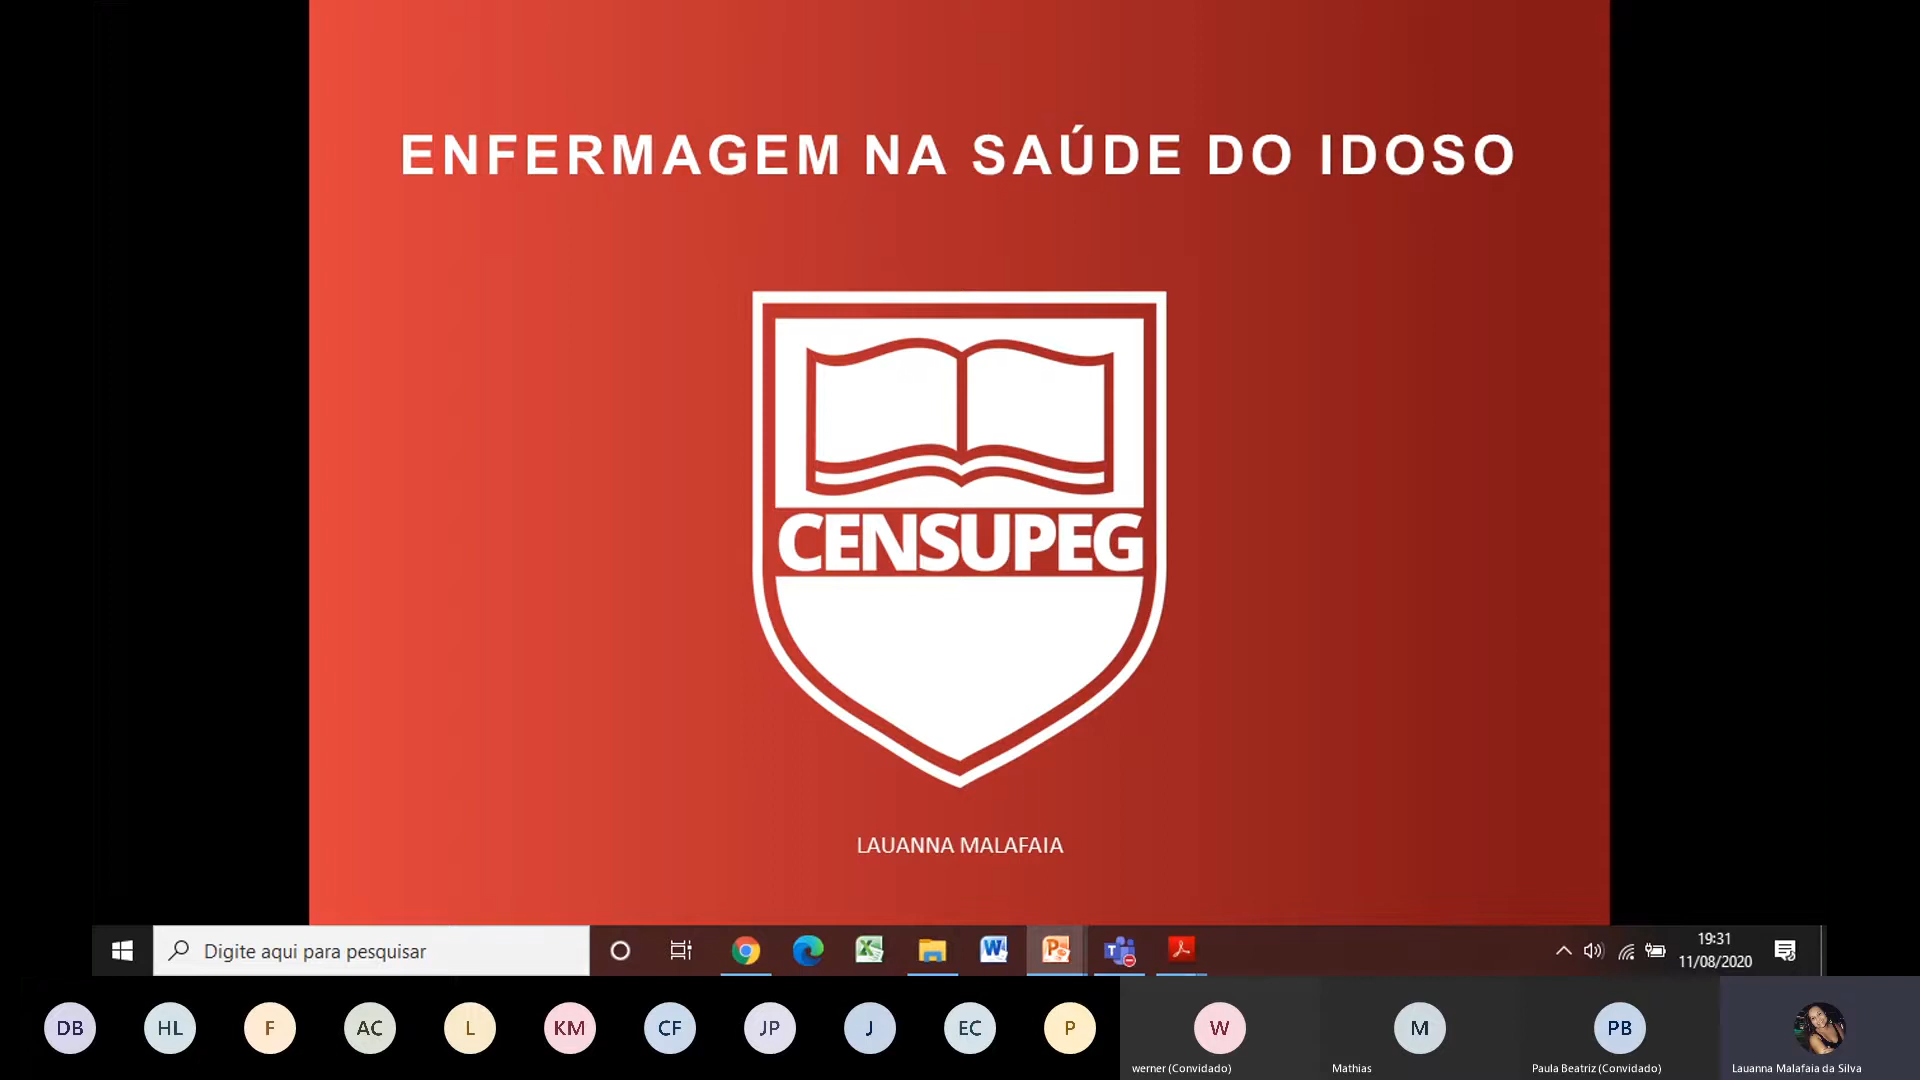 ENFERMAGEM NA SAÚDE DO IDOSO
CENSUPEG
LAUANNA MALAFAIA
Digite aqui para pesquisar
19:31
11/08/2020
DB
HL
F
AC
L
KM
CF
JP
J
EC
P
W
M
PB
werner (Convidado)
Mathias
Paula Beatriz (Convidado)
Lauanna Malafaia da Silva